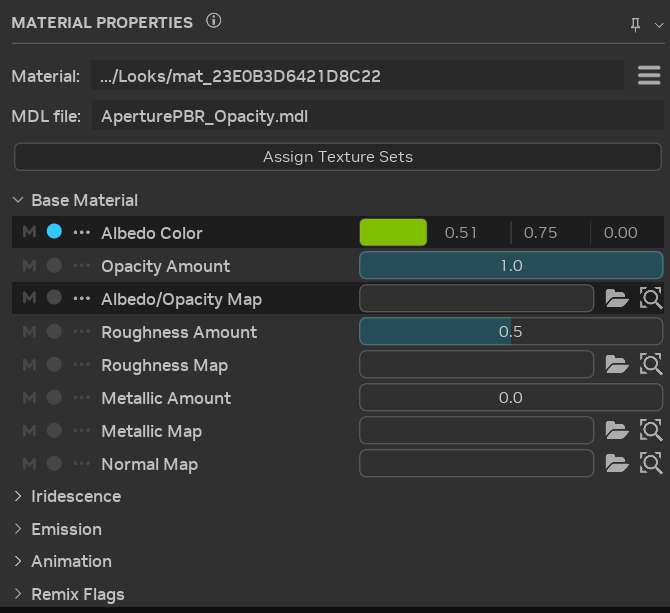 MATERIAL PROPERTIES
Material: .../Looks/mat_23E0B3D6421D8C22
MDL file: AperturePBR_Opacity.mdl
Assign Texture Sets
Base Material
M ••• Albedo Color 0.51 0.75 0.00
M ••• Opacity Amount 1.0
M ••• Albedo/Opacity Map
M ••• Roughness Amount 0.5
M ••• Roughness Map
M ••• Metallic Amount 0.0
M ••• Metallic Map
M ••• Normal Map
Iridescence
Emission
Animation
Remix Flags